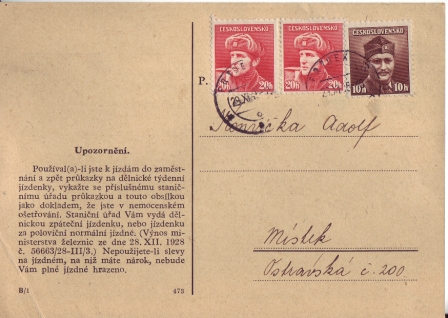 ČESKOSLOVENSKO
ČESKOSLOVENSKO
ČESKOSLOVENSKO
20h
20h
20h
10h
10h
P.
Adolf
Upozornění.
Používal(a)-li jste k jízdám do zaměst-
nání a zpět průkazky na dělnické týdenní
jízdenky, vykažte se příslušnému stanič-
nímu úřadu průkazkou a touto obsílkou
jako dokladem, že jste v nemocenském
ošetřování. Staniční úřad Vám vydá děl-
nickou zpáteční jízdenku, nebo jízdenku
za poloviční normální jízdné. (Výnos mi-
nisterstva železnic ze dne 28. XII. 1928
č. 56663/28-III/3.) Nepoužijete-li slevy
na jízdném, na niž máte nárok, nebude
Vám plné jízdné hrazeno.
Místek
Ostravská č. 200
B/1 473